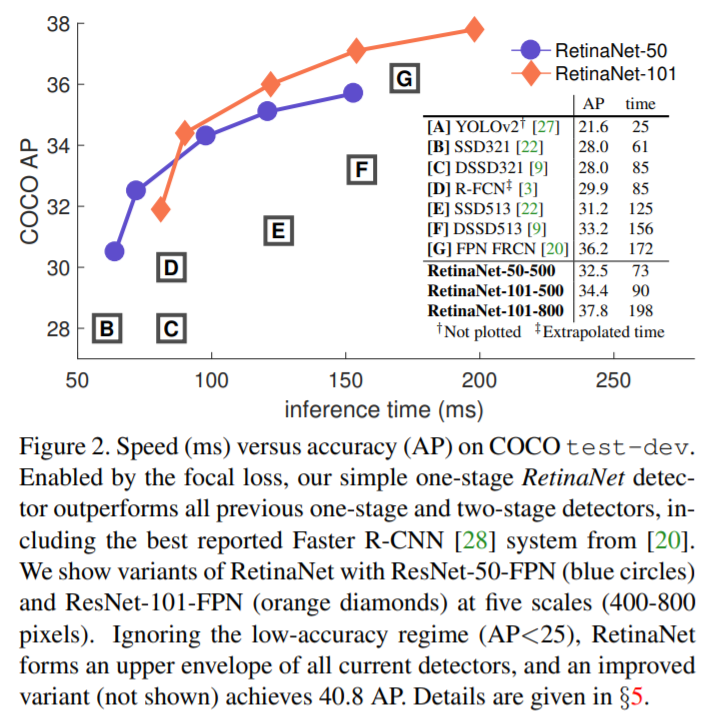 38
36
34
32
30
28
COCO AP
50
100
150
200
250
inference time (ms)
B
C
D
E
F
G
RetinaNet-50
RetinaNet-101
AP time
[A] YOLOv2† [27] 21.6 25
[B] SSD321 [22] 28.0 61
[C] DSSD321 [9] 28.0 85
[D] R-FCN‡ [3] 29.9 85
[E] SSD513 [22] 31.2 125
[F] DSSD513 [9] 33.2 156
[G] FPN FRCN [20] 36.2 172
RetinaNet-50-500 32.5 73
RetinaNet-101-500 34.4 90
RetinaNet-101-800 37.8 198
†Not plotted ‡Extrapolated time
Figure 2. Speed (ms) versus accuracy (AP) on COCO test-dev.
Enabled by the focal loss, our simple one-stage RetinaNet detec-
tor outperforms all previous one-stage and two-stage detectors, in-
cluding the best reported Faster R-CNN [28] system from [20].
We show variants of RetinaNet with ResNet-50-FPN (blue circles)
and ResNet-101-FPN (orange diamonds) at five scales (400-800
pixels). Ignoring the low-accuracy regime (AP<25), RetinaNet
forms an upper envelope of all current detectors, and an improved
variant (not shown) achieves 40.8 AP. Details are given in §5.